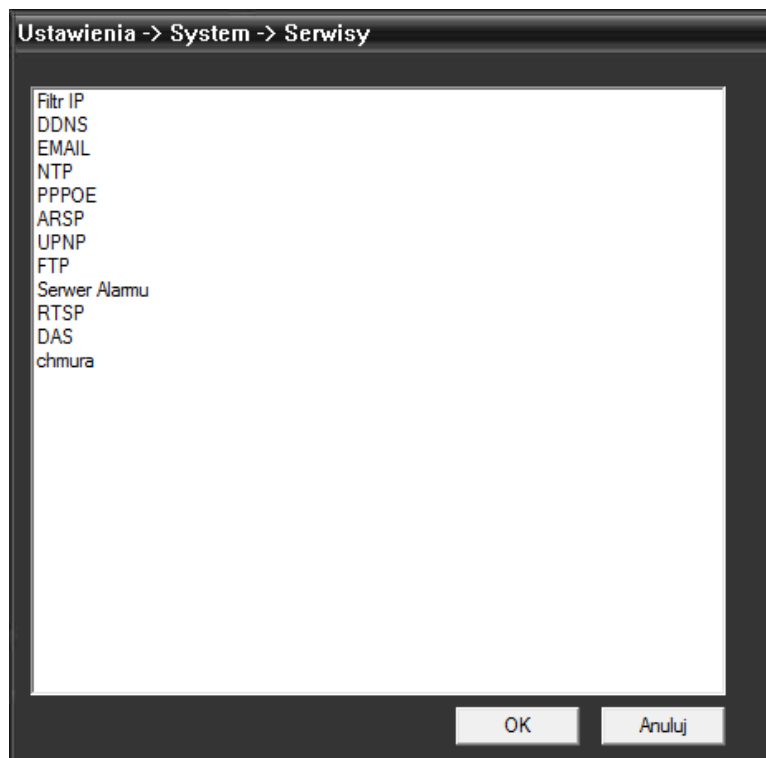 Ustawienia -> System -> Serwisy
Filtr IP
DDNS
EMAIL
NTP
PPPOE
ARSP
UPNP
FTP
Serwer Alarmu
RTSP
DAS
chmura
OK
Anuluj